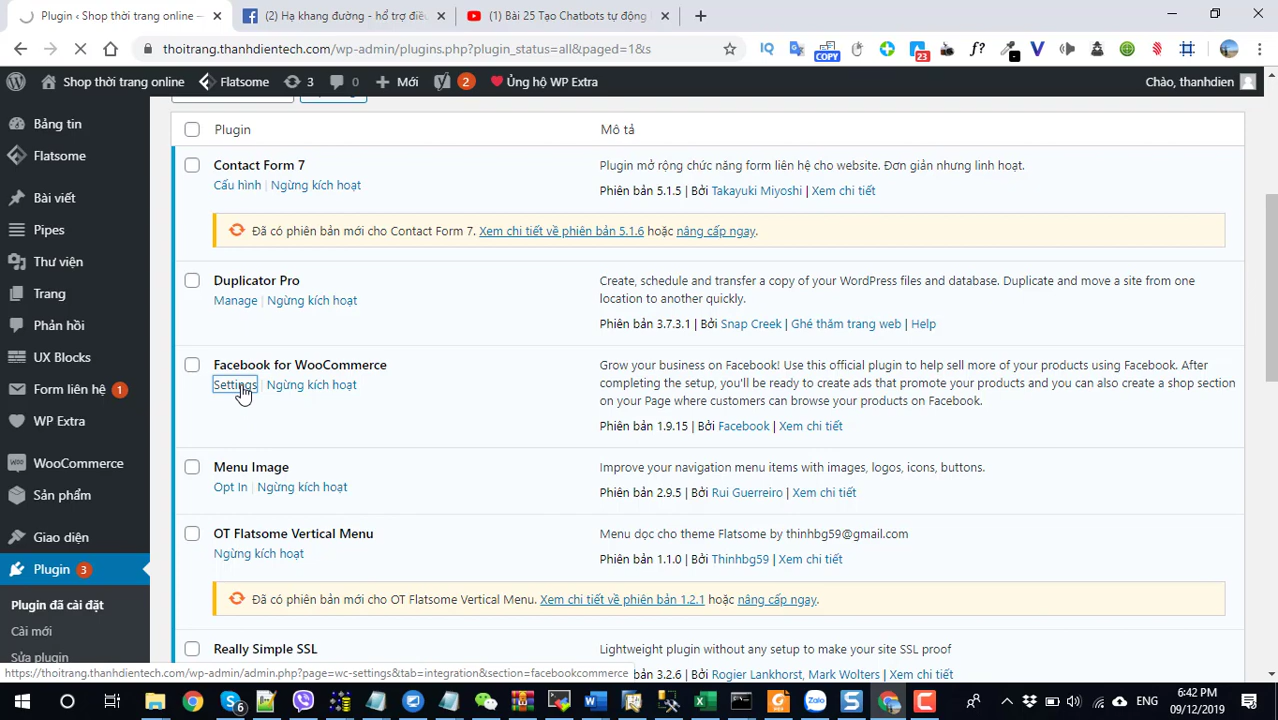 Plugin ‹ Shop thời trang online –
(2) Hạ khang đường - hổ trợ điề
(1) Bài 25 Tạo Chatbots tự động
thoitrang.thanhdientech.com/wp-admin/plugins.php?plugin_status=all&paged=1&s
COPY
23
Shop thời trang online
Flatsome
3
0
Mới
2
Ủng hộ WP Extra
Chào, thanhdien
Bảng tin
Flatsome
Bài viết
Pipes
Thư viện
Trang
Phản hồi
UX Blocks
Form liên hệ 1
WP Extra
WooCommerce
Sản phẩm
Giao diện
Plugin 3
Plugin đã cài đặt
Cài mới
Sửa plugin
Plugin
Mô tả
Contact Form 7
Cấu hình | Ngừng kích hoạt
Plugin mở rộng chức năng form liên hệ cho website. Đơn giản nhưng linh hoạt.
Phiên bản 5.1.5 | Bởi Takayuki Miyoshi | Xem chi tiết
Đã có phiên bản mới cho Contact Form 7. Xem chi tiết về phiên bản 5.1.6 hoặc nâng cấp ngay.
Duplicator Pro
Manage | Ngừng kích hoạt
Create, schedule and transfer a copy of your WordPress files and database. Duplicate and move a site from one
location to another quickly.
Phiên bản 3.7.3.1 | Bởi Snap Creek | Ghé thăm trang web | Help
Facebook for WooCommerce
Settings | Ngừng kích hoạt
Grow your business on Facebook! Use this official plugin to help sell more of your products using Facebook. After
completing the setup, you'll be ready to create ads that promote your products and you can also create a shop section
on your Page where customers can browse your products on Facebook.
Phiên bản 1.9.15 | Bởi Facebook | Xem chi tiết
Menu Image
Opt In | Ngừng kích hoạt
Improve your navigation menu items with images, logos, icons, buttons.
Phiên bản 2.9.5 | Bởi Rui Guerreiro | Xem chi tiết
OT Flatsome Vertical Menu
Ngừng kích hoạt
Menu dọc cho theme Flatsome by thinhbg59@gmail.com
Phiên bản 1.1.0 | Bởi Thinhbg59 | Xem chi tiết
Đã có phiên bản mới cho OT Flatsome Vertical Menu. Xem chi tiết về phiên bản 1.2.1 hoặc nâng cấp ngay.
Really Simple SSL
Lightweight plugin without any setup to make your site SSL proof
3.2.6 | Bởi Rogier Lankhorst, Mark Wolters | Xem chi tiết
https://thoitrang.thanhdientech.com/wp-admin/admin.php?page=wc-settings&tab=integration&section=facebookcommerce
6
Zalo
ENG
6:42 PM
09/12/2019